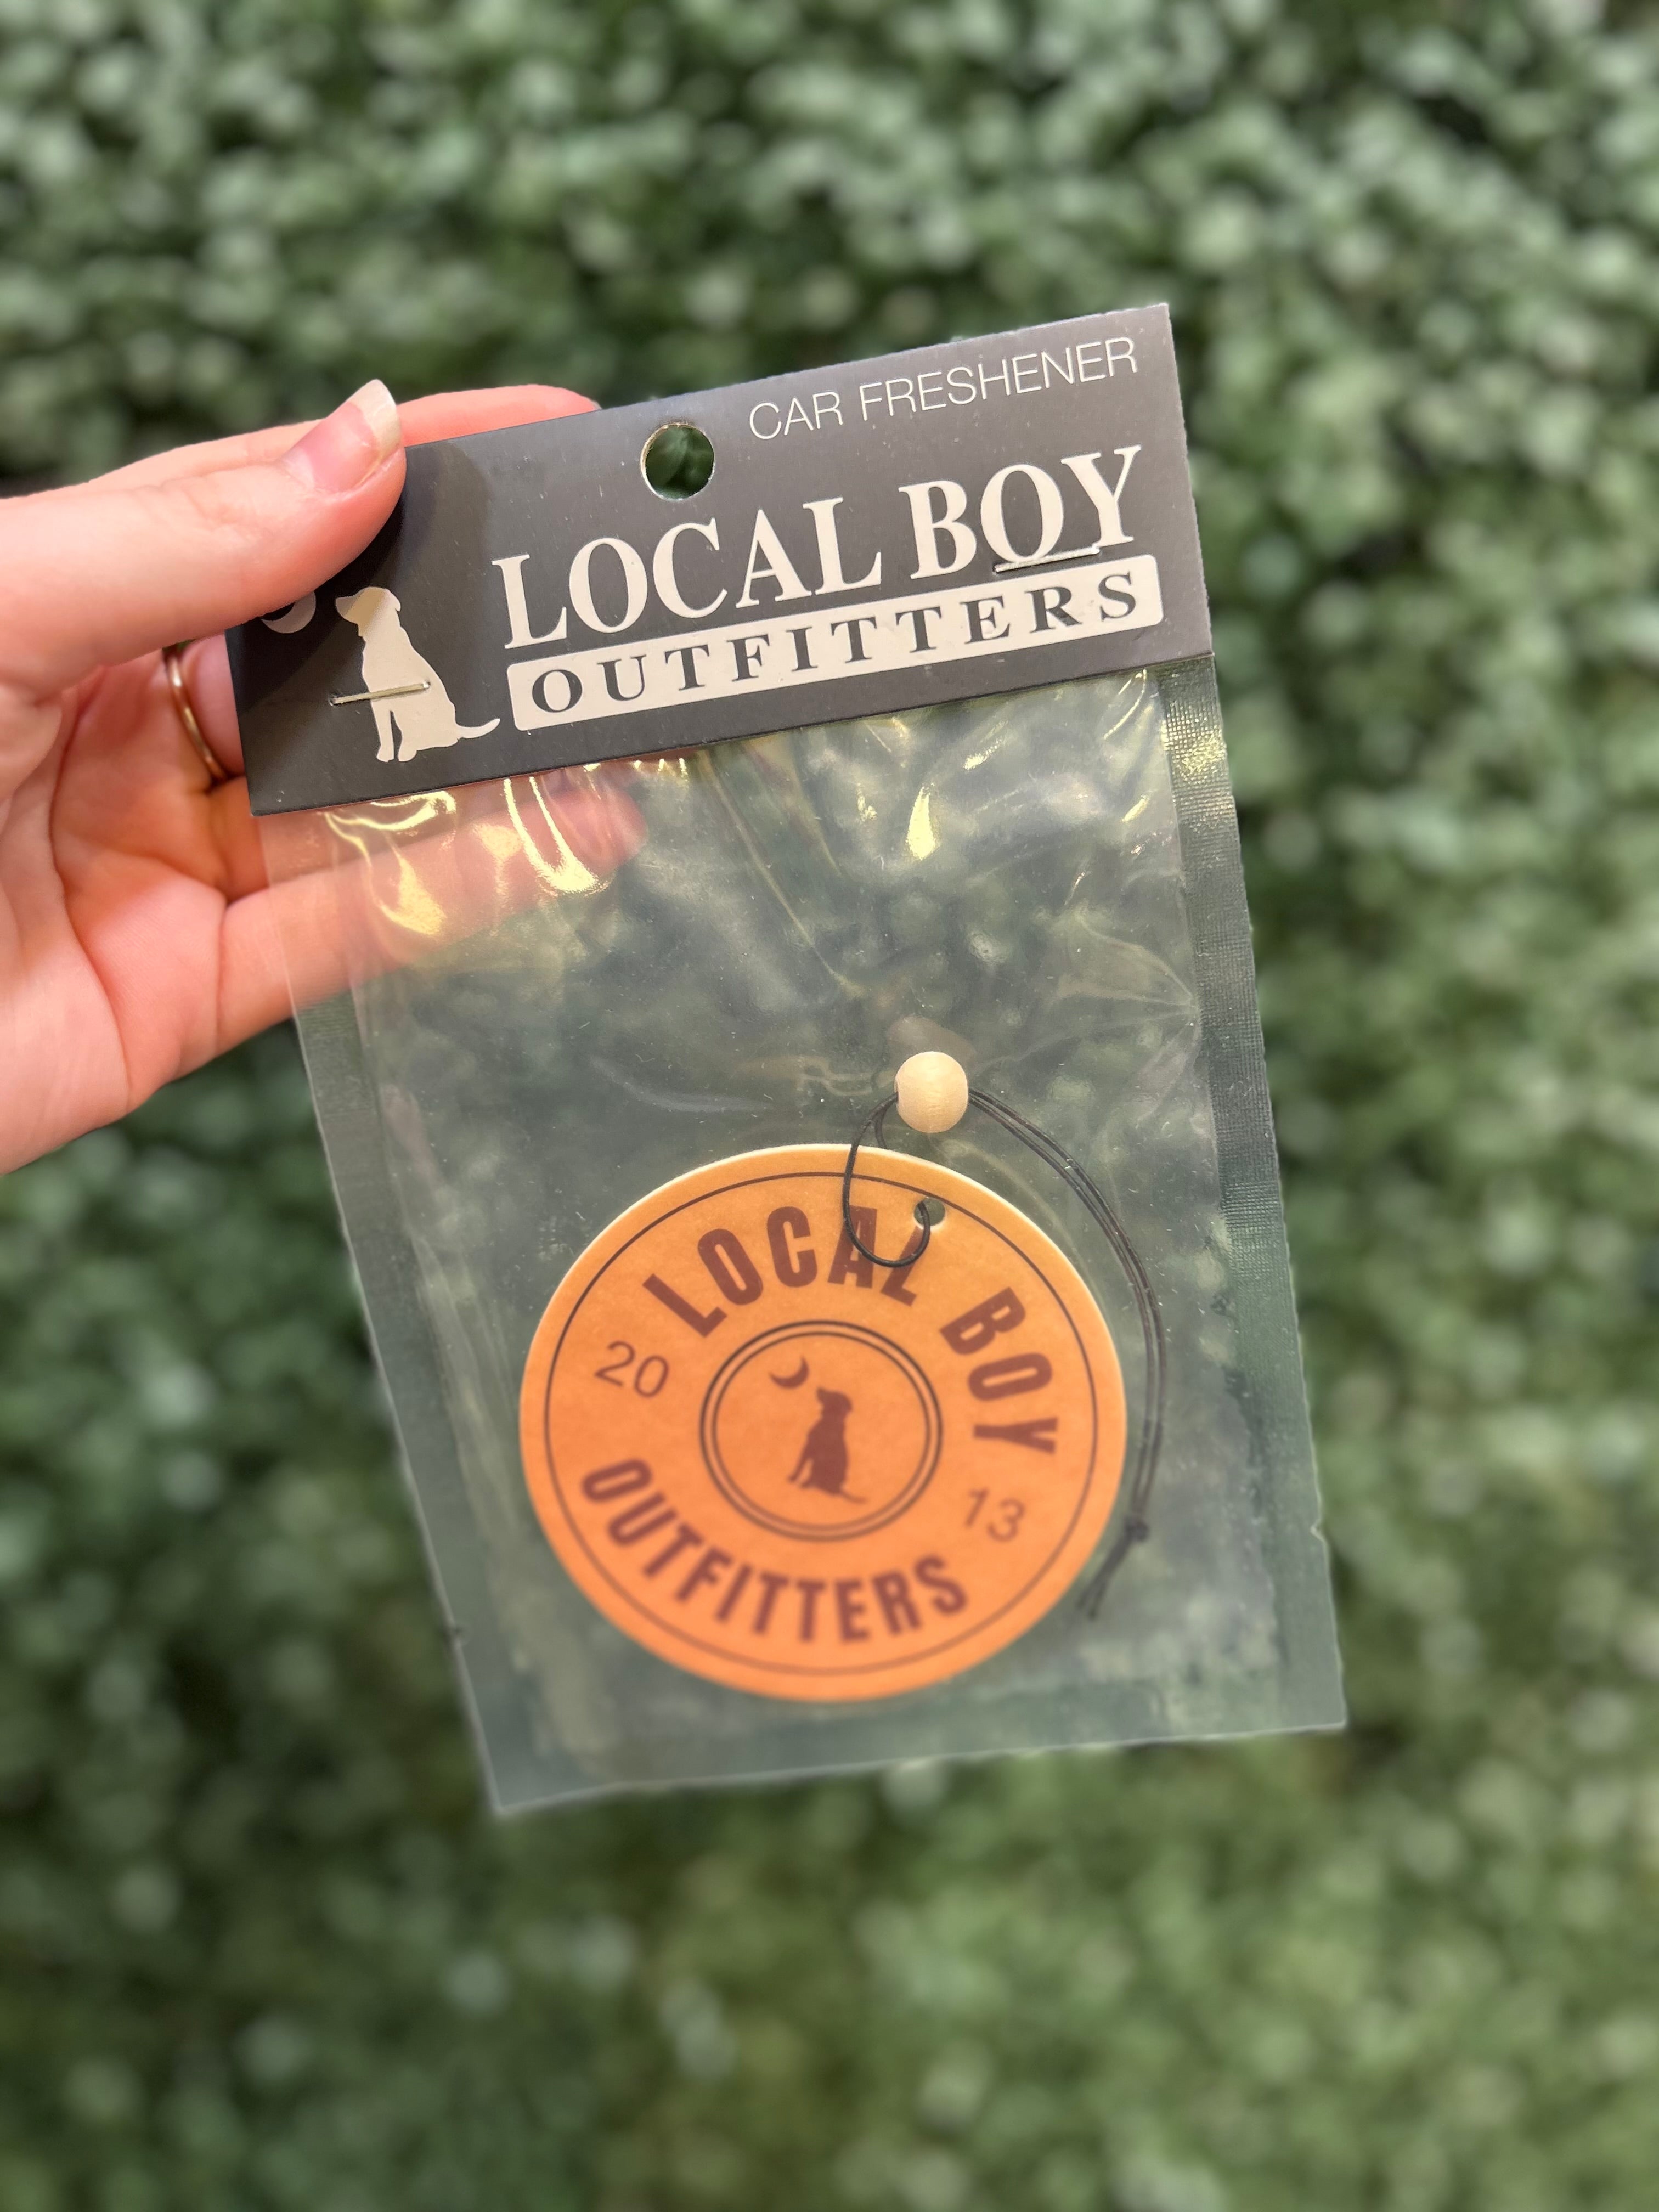 CAR FRESHENER
LOCAL BOY
OUTFITTERS
LOCAL BOY
20
13
OUTFITTERS